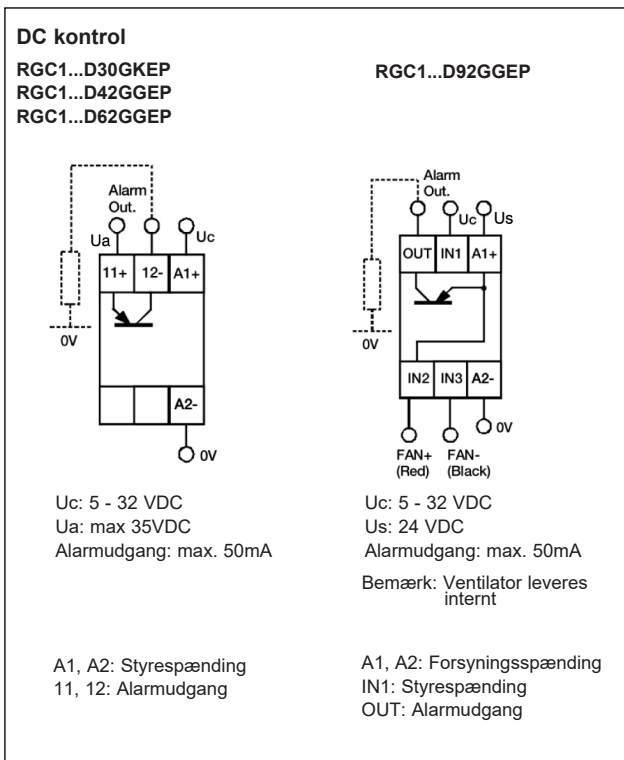 DC kontrol
RGC1...D30GKEP
RGC1...D42GGEP
RGC1...D62GGEP
Alarm
Out.
Ua
Uc
11+ 12- A1+
0V
A2-
0V
Uc: 5 - 32 VDC
Ua: max 35VDC
Alarmudgang: max. 50mA
A1, A2: Styrespænding
11, 12: Alarmudgang
RGC1...D92GGEP
Alarm
Out.
Uc Us
OUT IN1 A1+
0V
IN2 IN3 A2-
0V
FAN+ FAN-
(Red) (Black)
Uc: 5 - 32 VDC
Us: 24 VDC
Alarmudgang: max. 50mA
Bemærk: Ventilator leveres
internt
A1, A2: Forsyningsspænding
IN1: Styrespænding
OUT: Alarmudgang